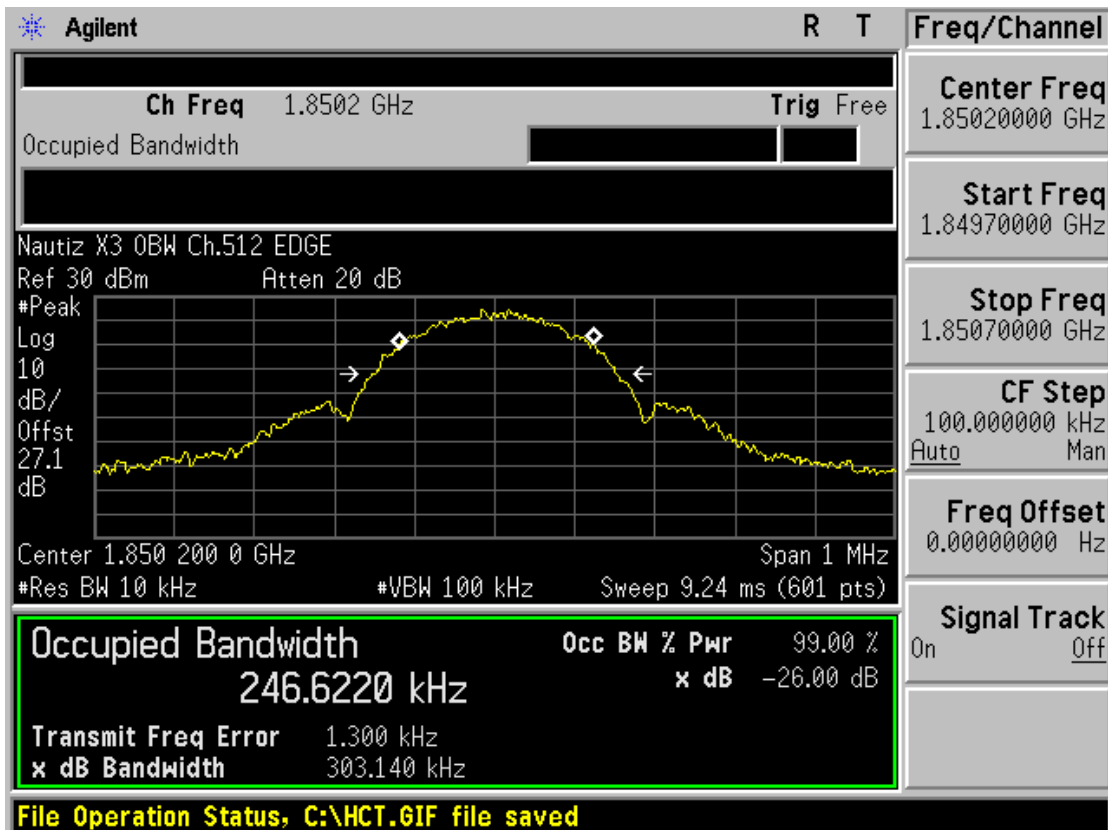 Agilent R T
Ch Freq 1.8502 GHz Trig Free
Occupied Bandwidth
Nautiz X3 OBW Ch.512 EDGE
Ref 30 dBm Atten 20 dB
#Peak
Log
10
dB/
Offst
27.1
dB
Center 1.850 200 0 GHz Span 1 MHz
#Res BW 10 kHz #VBW 100 kHz Sweep 9.24 ms (601 pts)
Occupied Bandwidth Occ BW % Pwr 99.00 %
246.6220 kHz x dB -26.00 dB
Transmit Freq Error 1.300 kHz
x dB Bandwidth 303.140 kHz
File Operation Status, C:\HCT.GIF file saved
Freq/Channel
Center Freq
1.85020000 GHz
Start Freq
1.84970000 GHz
Stop Freq
1.85070000 GHz
CF Step
100.000000 kHz
Auto Man
Freq Offset
0.00000000 Hz
Signal Track
On Off